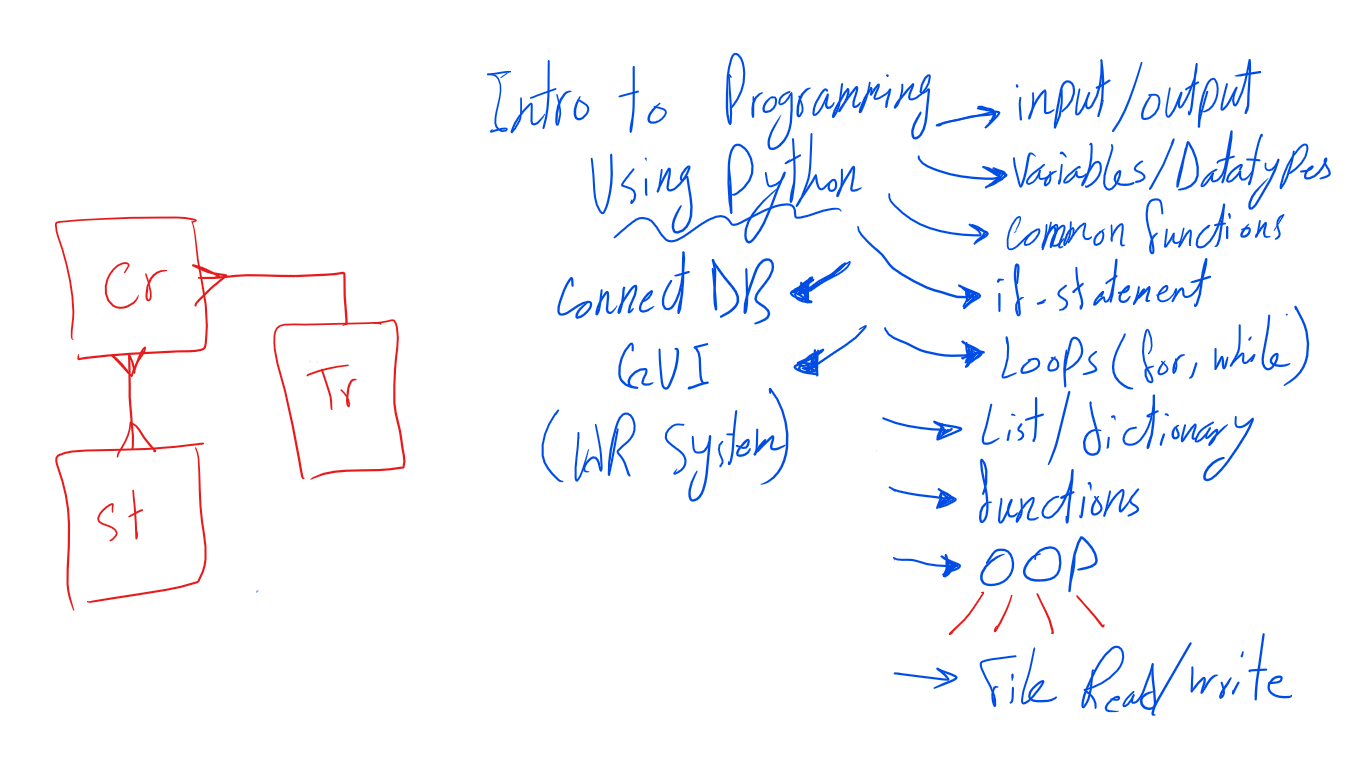 Intro to Programming
Using Python
Connect DB
GUI
(HR System)
input/output
Variables/Datatypes
Common functions
if-statement
Loops (for, while)
List/dictionary
functions
OOP
File Read/write
Cr
Tr
St